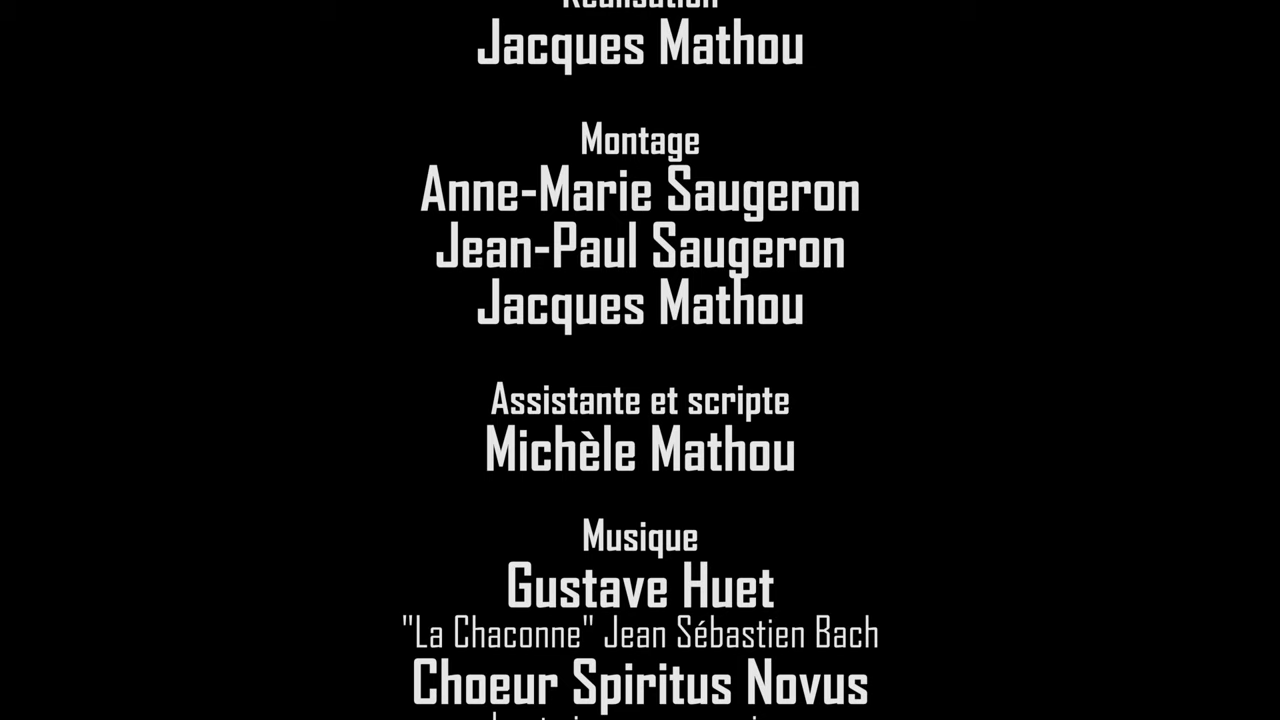 Réalisation
Jacques Mathou
Montage
Anne-Marie Saugeron
Jean-Paul Saugeron
Jacques Mathou
Assistante et scripte
Michèle Mathou
Musique
Gustave Huet
"La Chaconne" Jean Sébastien Bach
Choeur Spiritus Novus